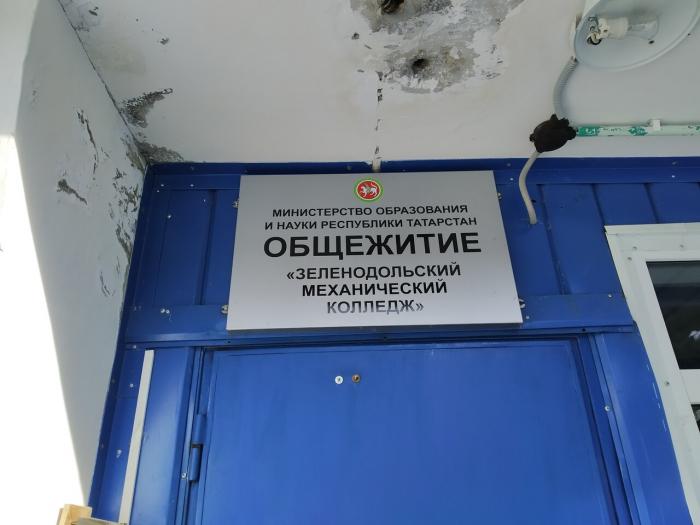 МИНИСТЕРСТВО ОБРАЗОВАНИЯ
И НАУКИ РЕСПУБЛИКИ ТАТАРСТАН
ОБЩЕЖИТИЕ
«ЗЕЛЕНОДОЛЬСКИЙ
МЕХАНИЧЕСКИЙ
КОЛЛЕДЖ»